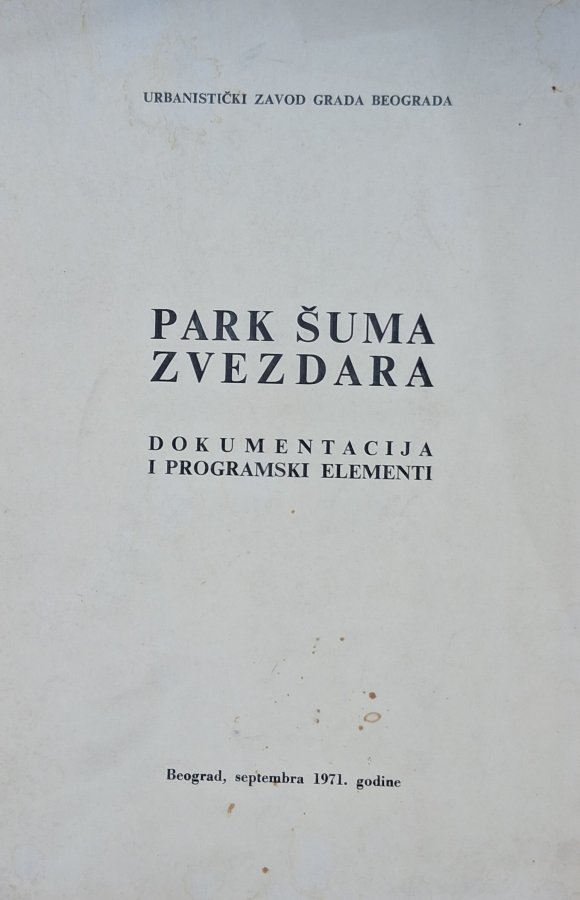 URBANISTIČKI ZAVOD GRADA BEOGRADA
PARK ŠUMA
ZVEZDARA
DOKUMENTACIJA
I PROGRAMSKI ELEMENTI
Beograd, septembra 1971. godine